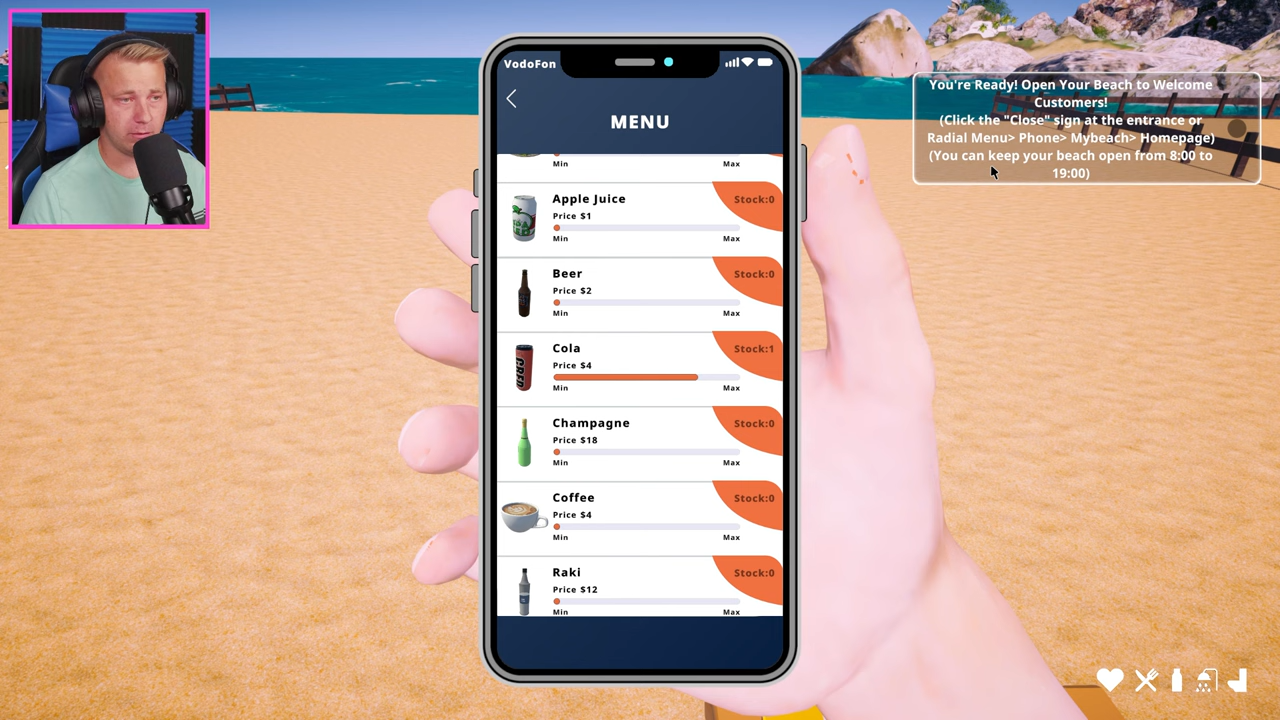 VodoFon
MENU
Min Max
Apple Juice Stock:0
Price $1
Min Max
Beer Stock:0
Price $2
Min Max
Cola Stock:1
Price $4
Min Max
Champagne Stock:0
Price $18
Min Max
Coffee Stock:0
Price $4
Min Max
Raki Stock:0
Price $12
Min Max
You're Ready! Open Your Beach to Welcome
Customers!
(Click the "Close" sign at the entrance or
Radial Menu> Phone> Mybeach> Homepage)
(You can keep your beach open from 8:00 to
19:00)